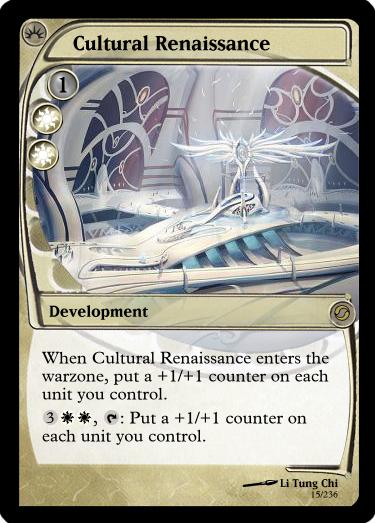 Cultural Renaissance
1
Development
When Cultural Renaissance enters the
warzone, put a +1/+1 counter on each
unit you control.
3, : Put a +1/+1 counter on
each unit you control.
Li Tung Chi
15/236